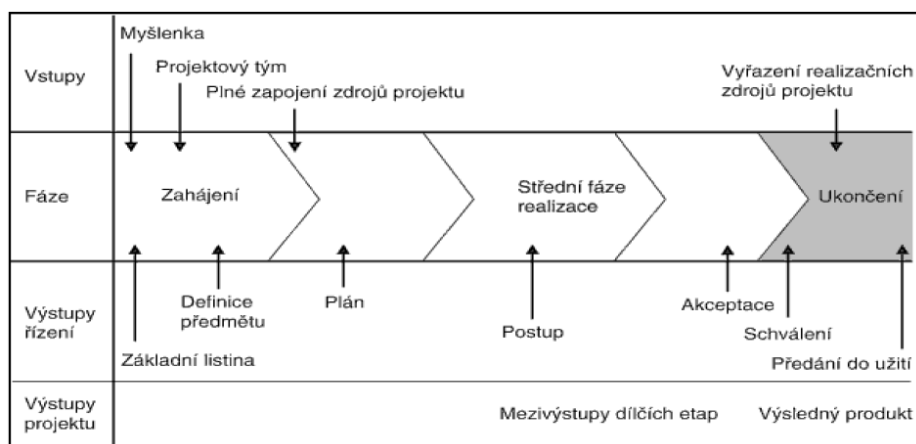 Vstupy
Myšlenka
Projektový tým
Plné zapojení zdrojů projektu
Vyřazení realizačních
zdrojů projektu
Fáze
Zahájení
Střední fáze
realizace
Ukončení
Výstupy
řízení
Základní listina
Definice
předmětu
Plán
Postup
Akceptace
Schválení
Předání do užití
Výstupy
projektu
Mezivýstupy dílčích etap
Výsledný produkt